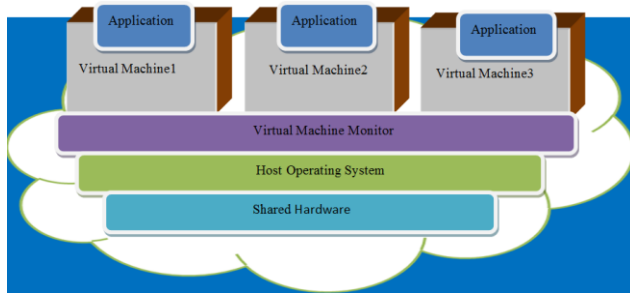 Application
Application
Application
Virtual Machine1
Virtual Machine2
Virtual Machine3
Virtual Machine Monitor
Host Operating System
Shared Hardware